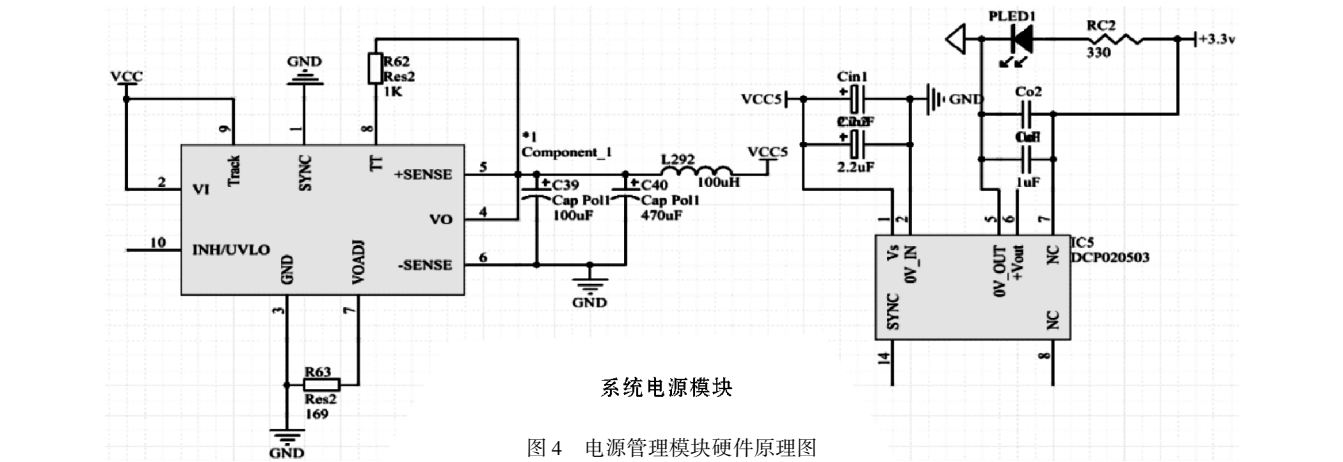 VCC
GND
R62
Res2
1K
9
1
8
Track
SYNC
TT
*1
Component_1
2
VI
+SENSE
5
VO
4
10
INH/UVLO
GND
VOADJ
-SENSE
6
C39
Cap Pol1
100uF
C40
Cap Pol1
470uF
L292
100uH
VCC5
GND
3
7
R63
Res2
169
GND
PLED1
RC2
330
+3.3v
VCC5
Cin1
GND
2.2uF
Co2
1uF
1
2
5
6
7
Vs
0V_IN
0V_OUT
+Vout
NC
IC5
DCP020503
SYNC
NC
14
8
系统电源模块
图 4 电源管理模块硬件原理图